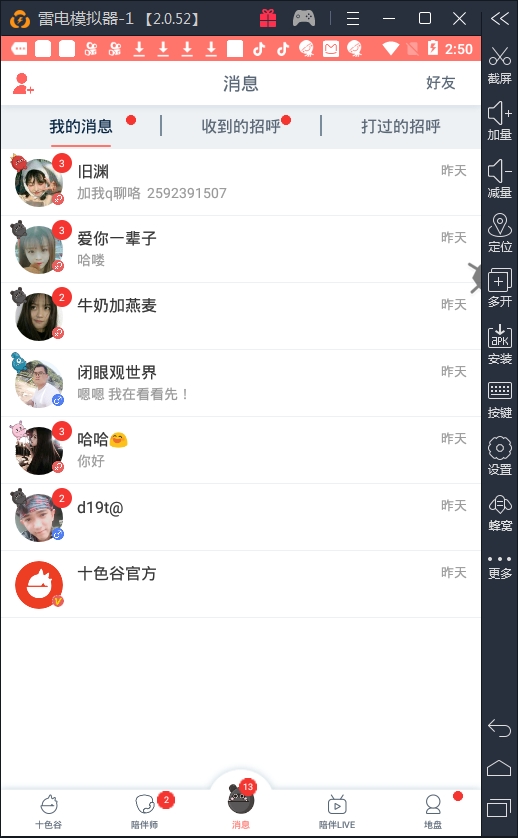 雷电模拟器-1 【2.0.52】
2:50
消息
好友
我的消息
收到的招呼
打过的招呼
3
旧渊
昨天
加我q聊咯 2592391507
3
爱你一辈子
昨天
哈喽
2
牛奶加燕麦
昨天
闭眼观世界
昨天
嗯嗯 我在看看先！
3
哈哈😊
昨天
你好
2
d19t@
昨天
十色谷官方
昨天
V
13
2
十色谷
陪伴师
消息
陪伴LIVE
地盘
截屏
加量
减量
定位
多开
APK
安装
按键
设置
蜂窝
更多